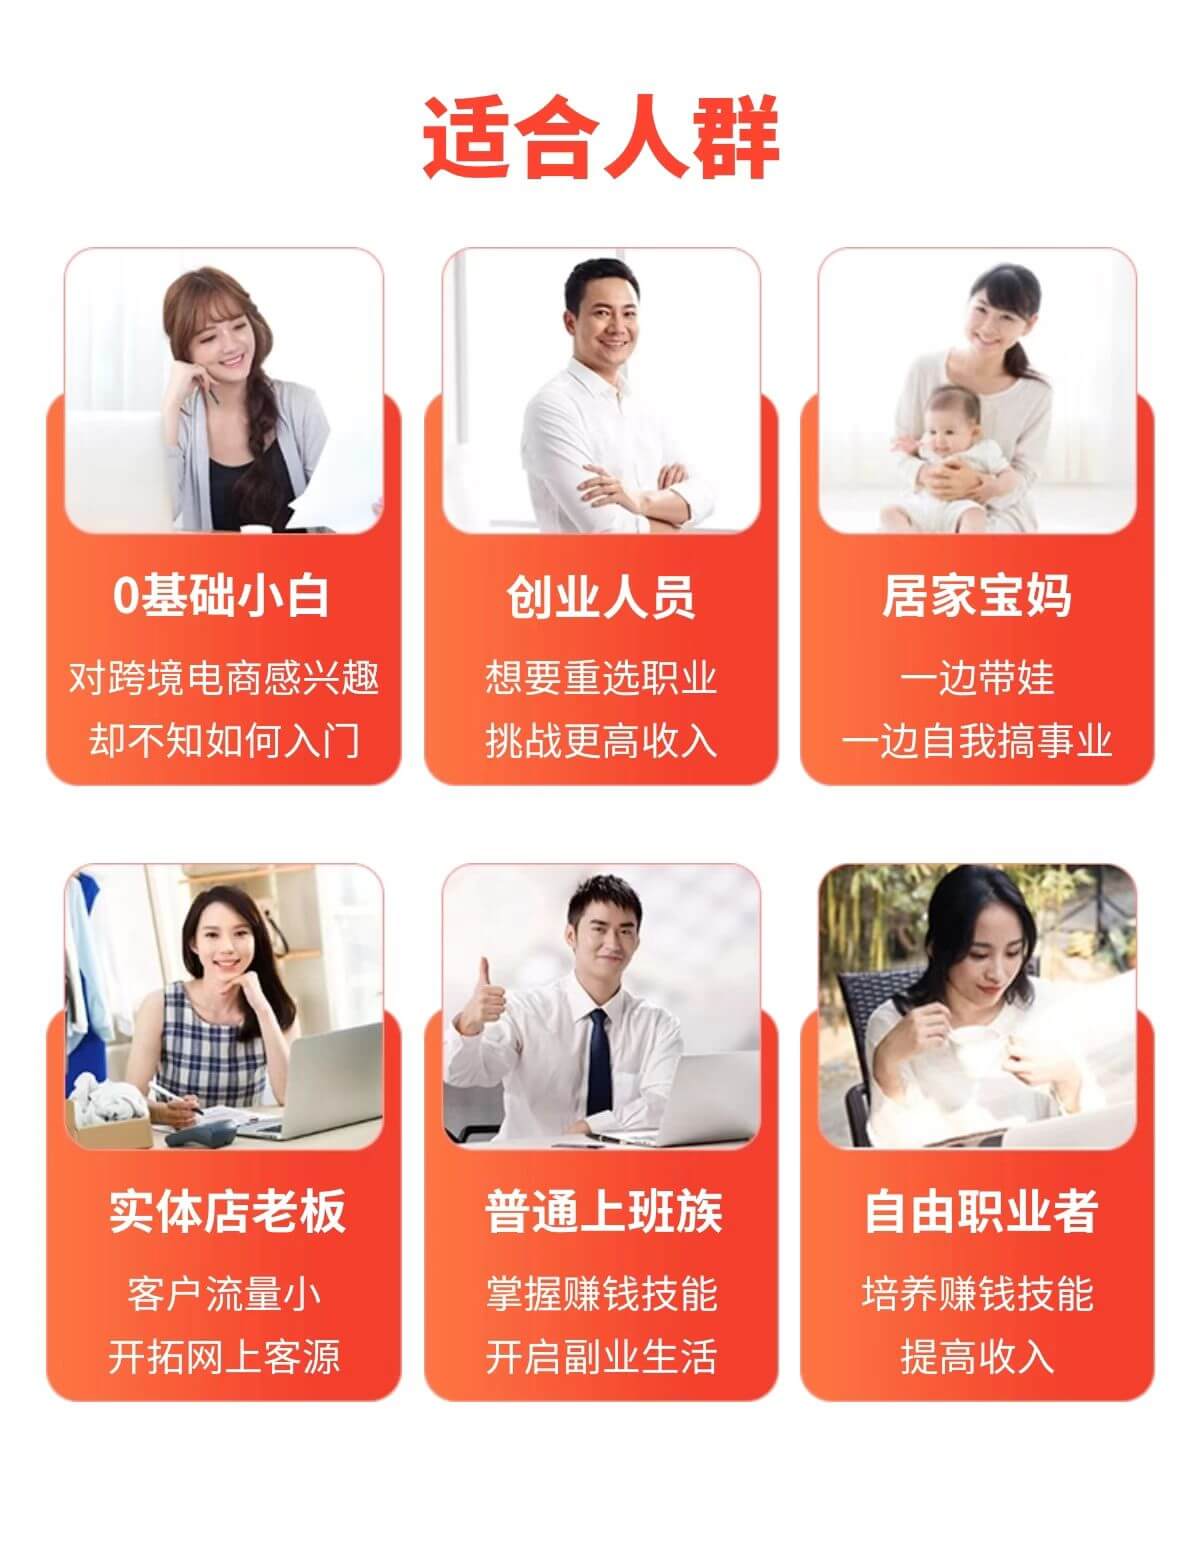 适合人群
0基础小白
对跨境电商感兴趣
却不知如何入门
创业人员
想要重选职业
挑战更高收入
居家宝妈
一边带娃
一边自我搞事业
实体店老板
客户流量小
开拓网上客源
普通上班族
掌握赚钱技能
开启副业生活
自由职业者
培养赚钱技能
提高收入